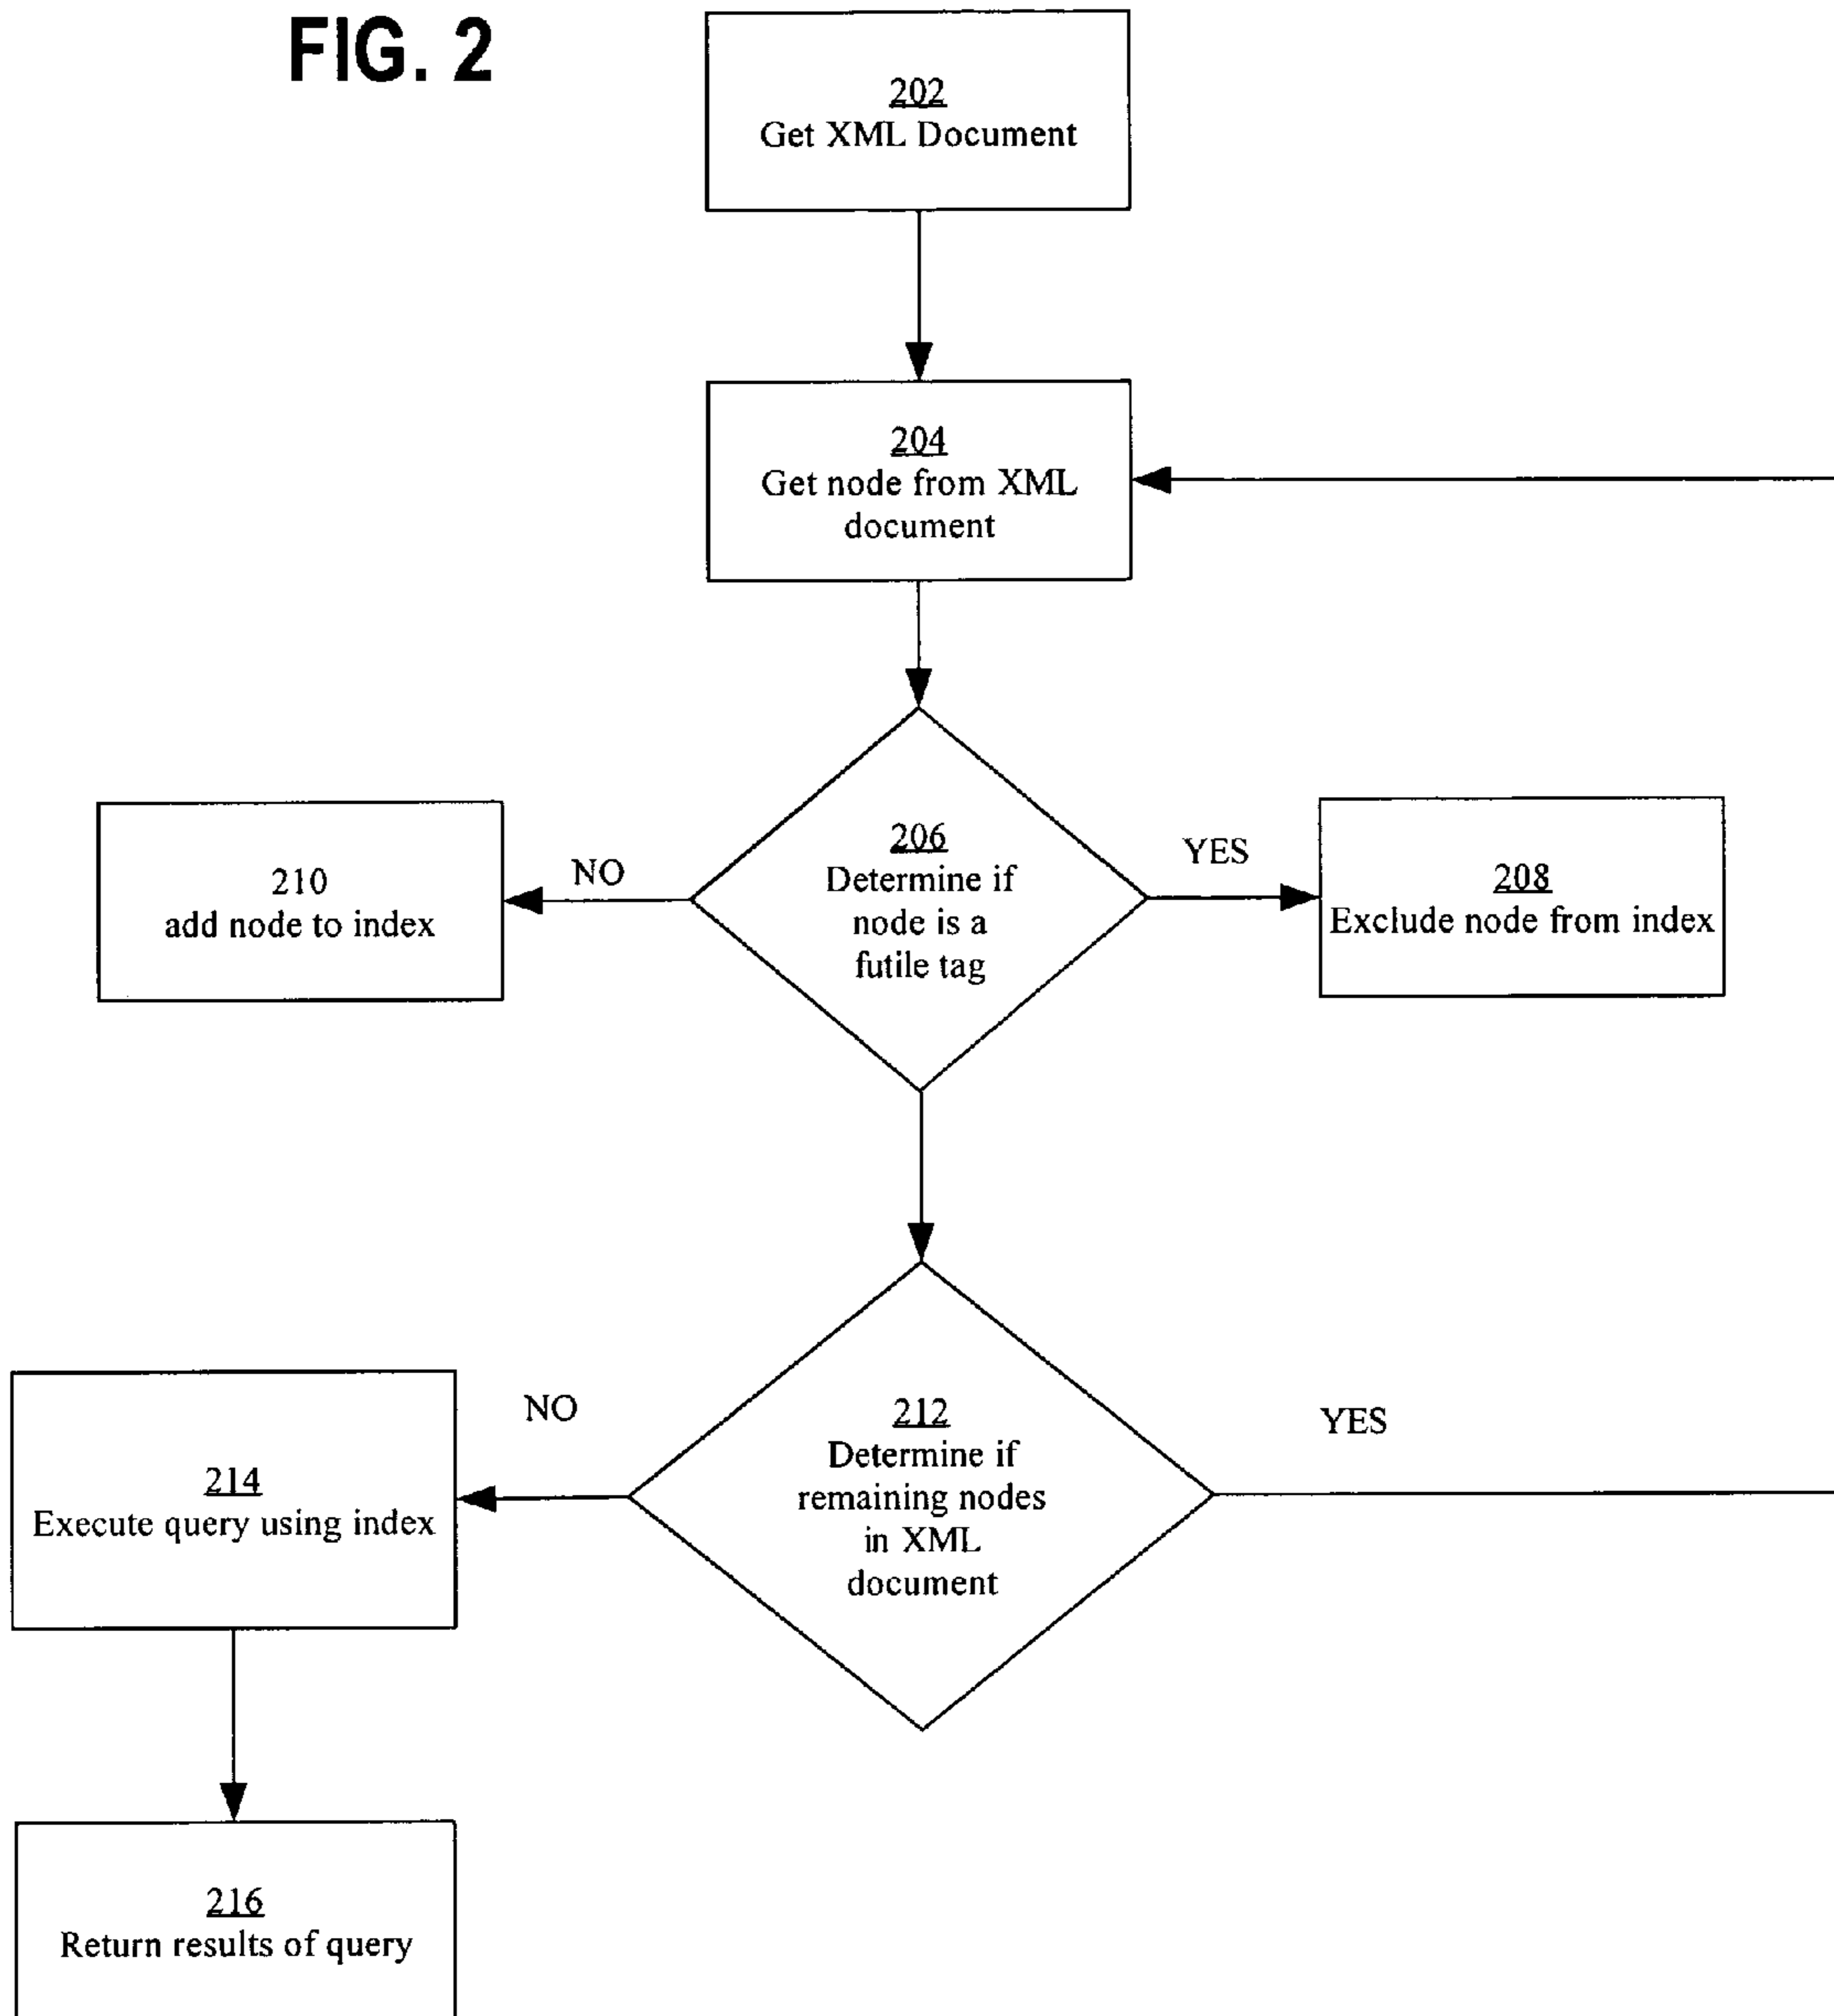 FIG. 2
202
Get XML Document
204
Get node from XML
document
206
Determine if
node is a
futile tag
NO
YES
210
add node to index
208
Exclude node from index
212
Determine if
remaining nodes
in XML
document
NO
YES
214
Execute query using index
216
Return results of query